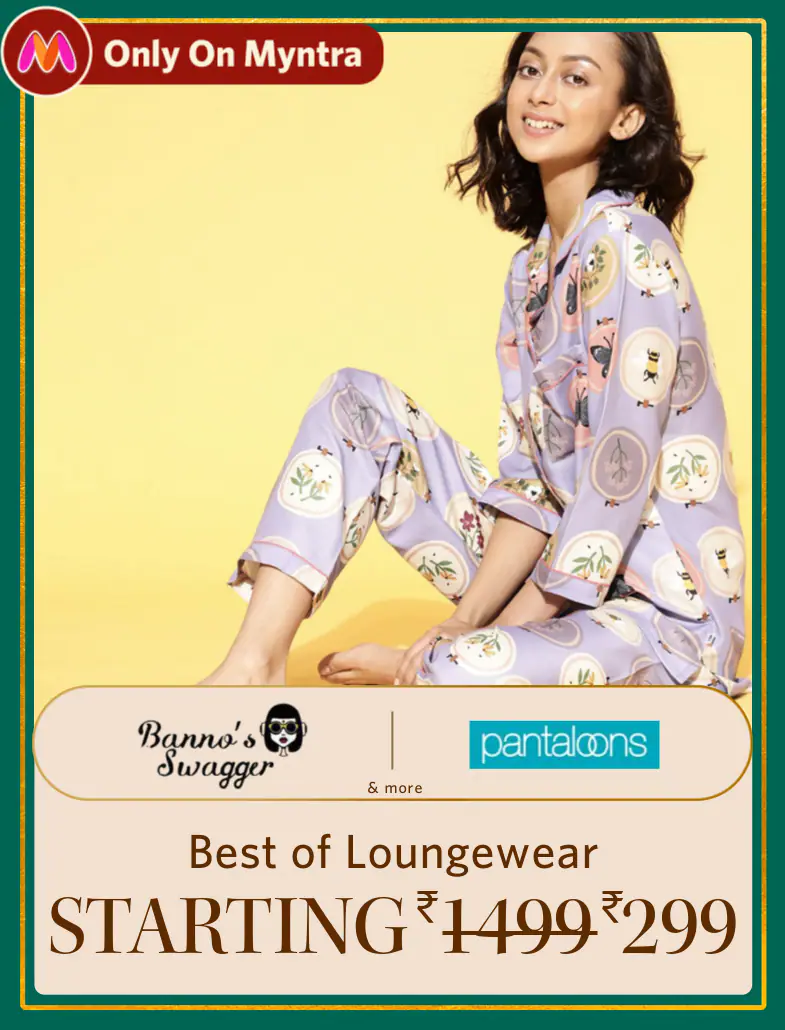 Only On Myntra
Banno's
Swagger
pantaloons
& more
Best of Loungewear
STARTING ₹1499 ₹299